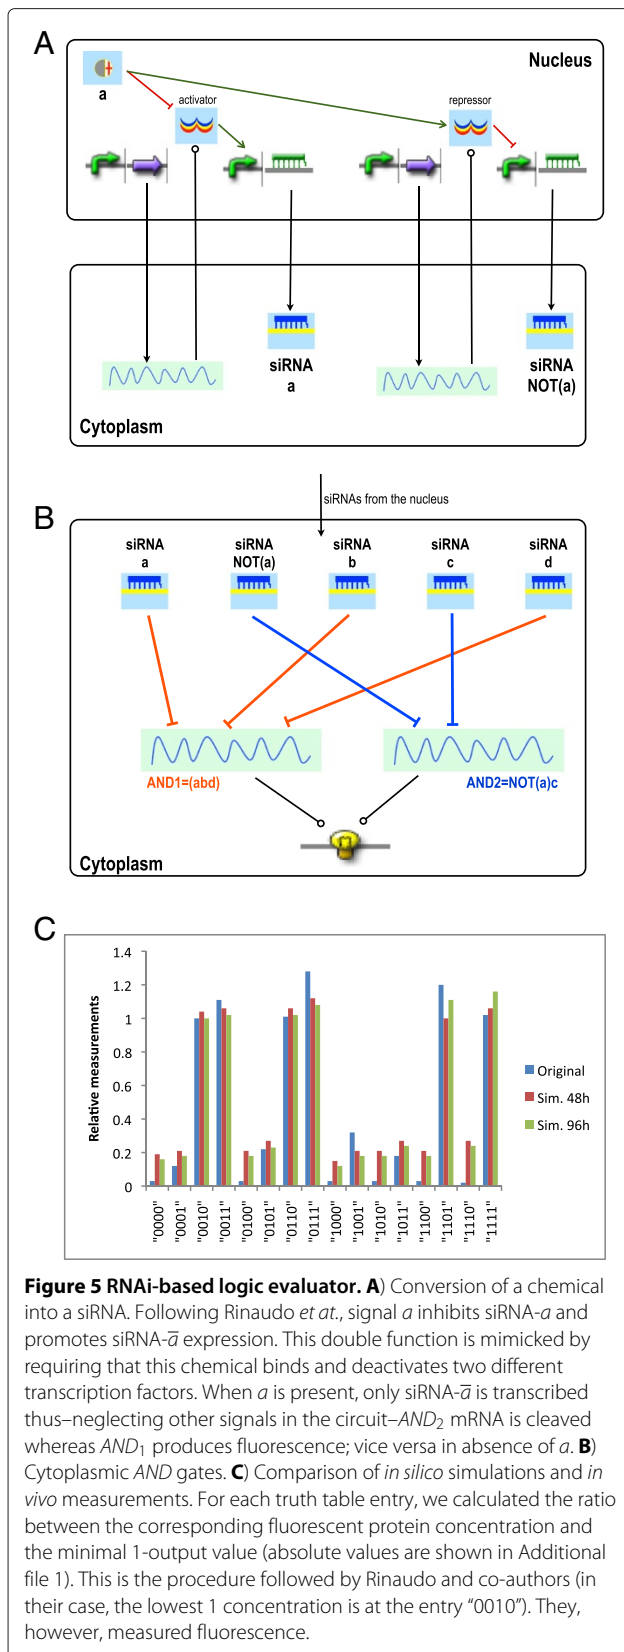 A
Nucleus
a
activator
repressor
siRNA
a
siRNA
NOT(a)
Cytoplasm
siRNAs from the nucleus
B
siRNA
a
siRNA
NOT(a)
siRNA
b
siRNA
c
siRNA
d
AND1=(abd)
AND2=NOT(a)c
Cytoplasm
C
Relative measurements
1.4
1.2
1
0.8
0.6
0.4
0.2
0
Original
Sim. 48h
Sim. 96h
"0000"
"0001"
"0010"
"0011"
"0100"
"0101"
"0110"
"0111"
"1000"
"1001"
"1010"
"1011"
"1100"
"1101"
"1110"
"1111"
Figure 5 RNAi-based logic evaluator. A) Conversion of a chemical
into a siRNA. Following Rinaudo et at., signal a inhibits siRNA-a and
promotes siRNA-a̅ expression. This double function is mimicked by
requiring that this chemical binds and deactivates two different
transcription factors. When a is present, only siRNA-a̅ is transcribed
thus–neglecting other signals in the circuit–AND₂ mRNA is cleaved
whereas AND₁ produces fluorescence; vice versa in absence of a. B)
Cytoplasmic AND gates. C) Comparison of in silico simulations and in
vivo measurements. For each truth table entry, we calculated the ratio
between the corresponding fluorescent protein concentration and
the minimal 1-output value (absolute values are shown in Additional
file 1). This is the procedure followed by Rinaudo and co-authors (in
their case, the lowest 1 concentration is at the entry "0010"). They,
however, measured fluorescence.